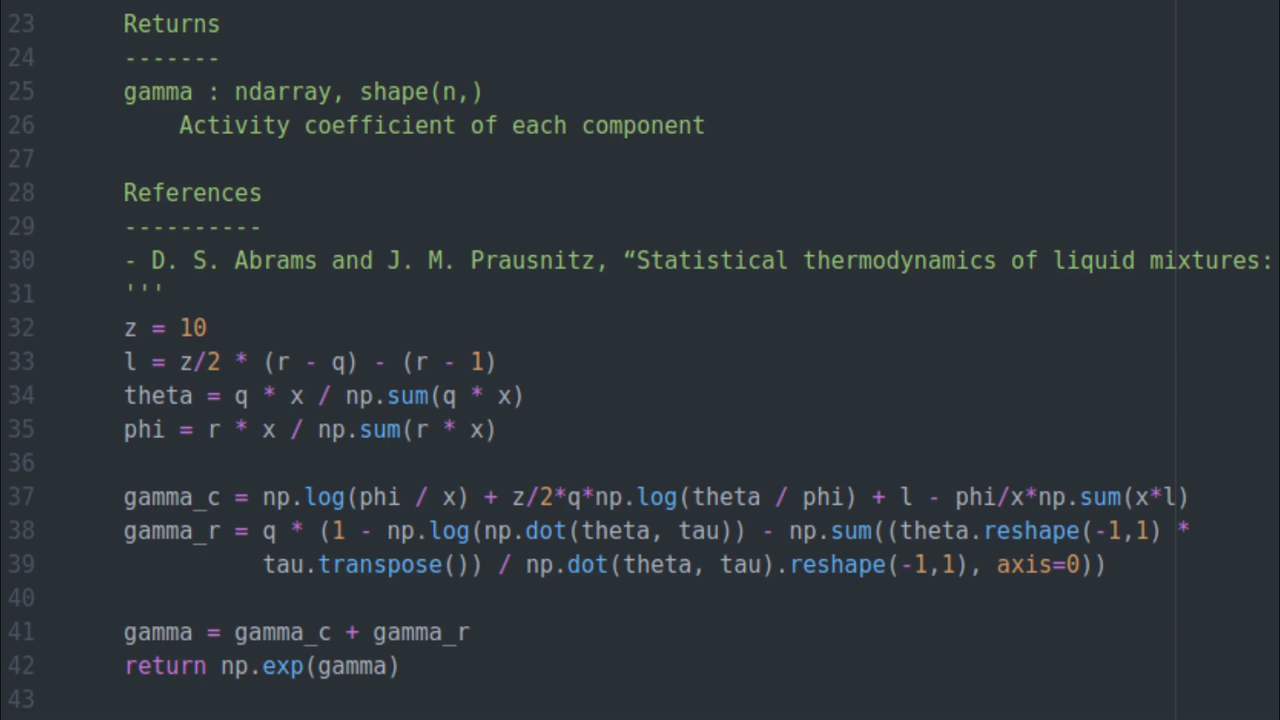 23 Returns
24 -------
25 gamma : ndarray, shape(n,)
26     Activity coefficient of each component
27
28 References
29 ----------
30 - D. S. Abrams and J. M. Prausnitz, “Statistical thermodynamics of liquid mixtures:
31 '''
32 z = 10
33 l = z/2 * (r - q) - (r - 1)
34 theta = q * x / np.sum(q * x)
35 phi = r * x / np.sum(r * x)
36
37 gamma_c = np.log(phi / x) + z/2*q*np.log(theta / phi) + l - phi/x*np.sum(x*l)
38 gamma_r = q * (1 - np.log(np.dot(theta, tau)) - np.sum((theta.reshape(-1,1) *
39           tau.transpose()) / np.dot(theta, tau).reshape(-1,1), axis=0))
40
41 gamma = gamma_c + gamma_r
42 return np.exp(gamma)
43